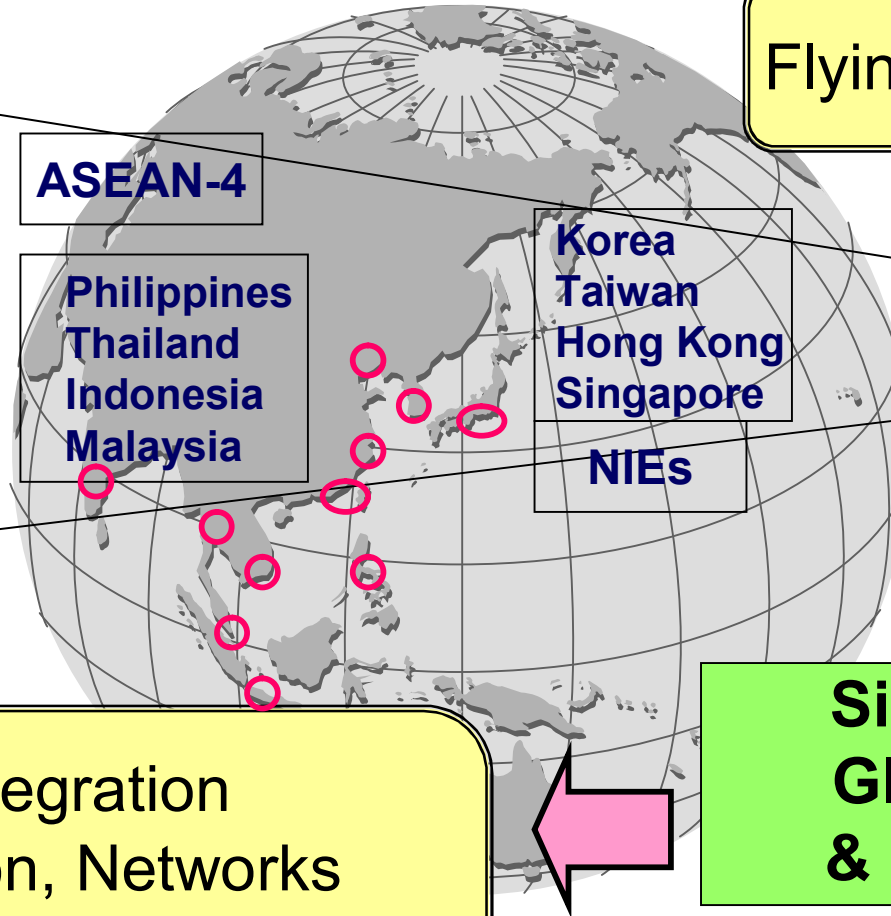 Flyin
ASEAN-4
Philippines
Thailand
Indonesia
Malaysia
Korea
Taiwan
Hong Kong
Singapore
NIEs
egration
on, Networks
Si
Gl
&